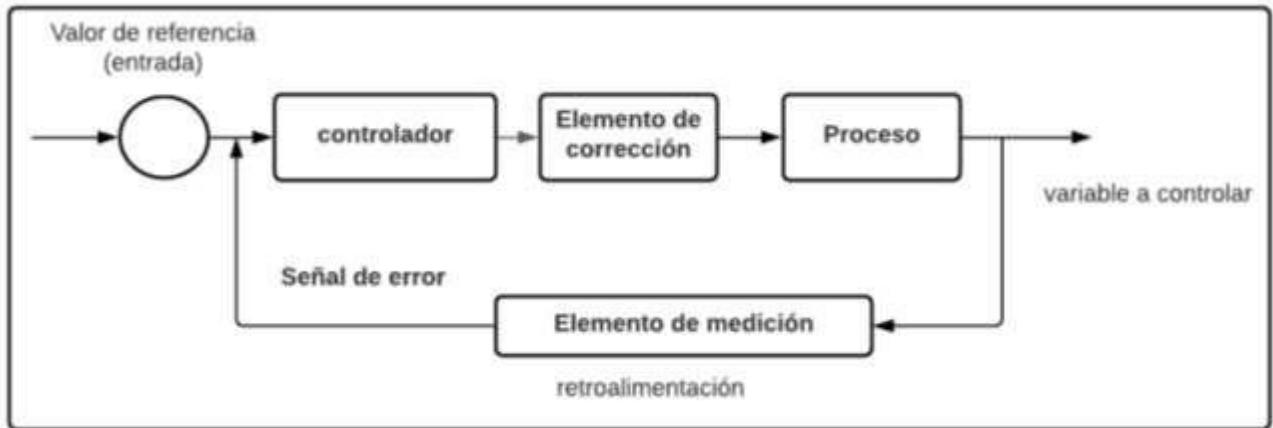 Valor de referencia
(entrada)
controlador
Elemento de
corrección
Proceso
variable a controlar
Señal de error
Elemento de medición
retroalimentación